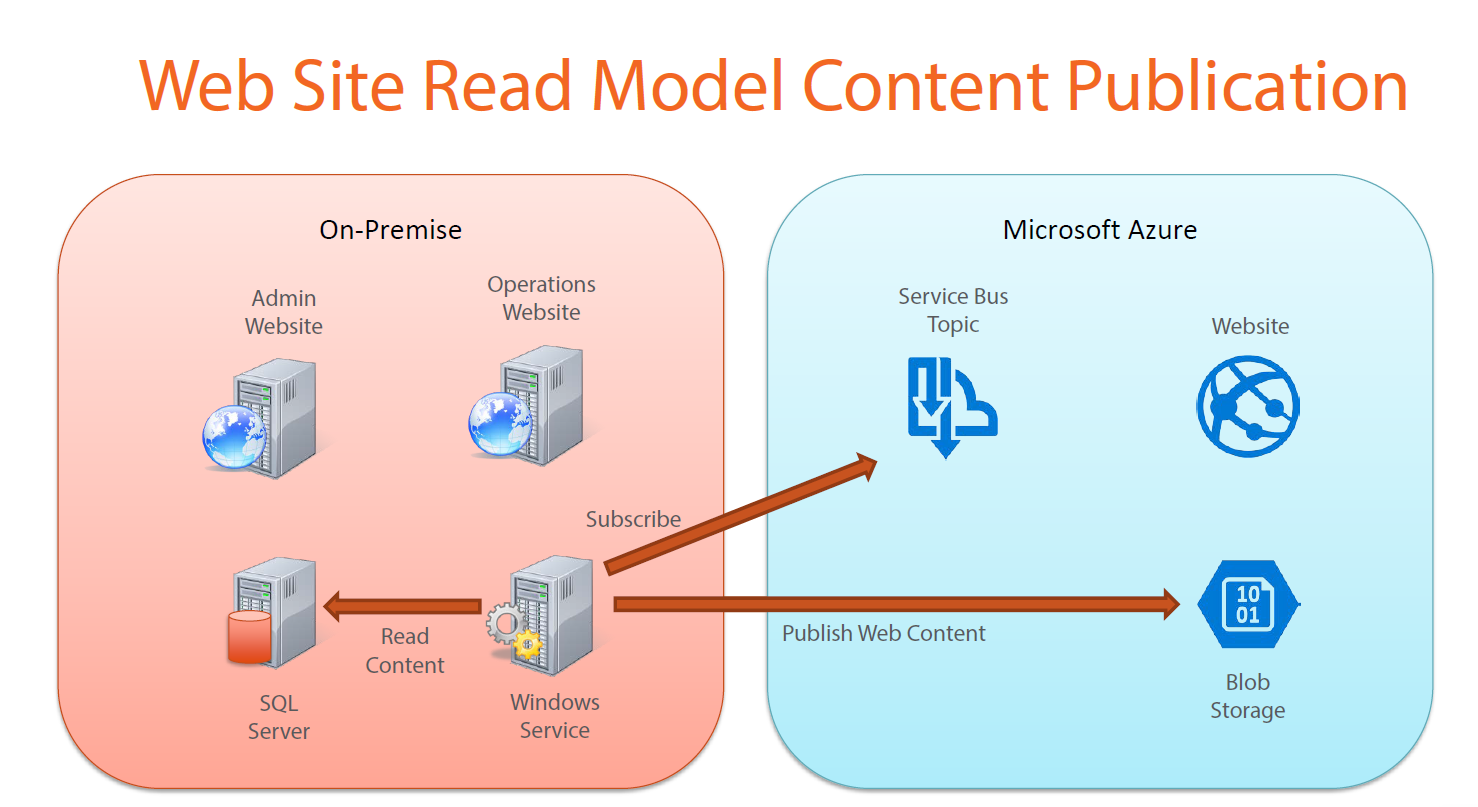 Web Site Read Model Content Publication
On-Premise
Admin
Website
Operations
Website
Subscribe
Read
Content
SQL
Server
Windows
Service
Microsoft Azure
Service Bus
Topic
Website
Publish Web Content
10
01
Blob
Storage